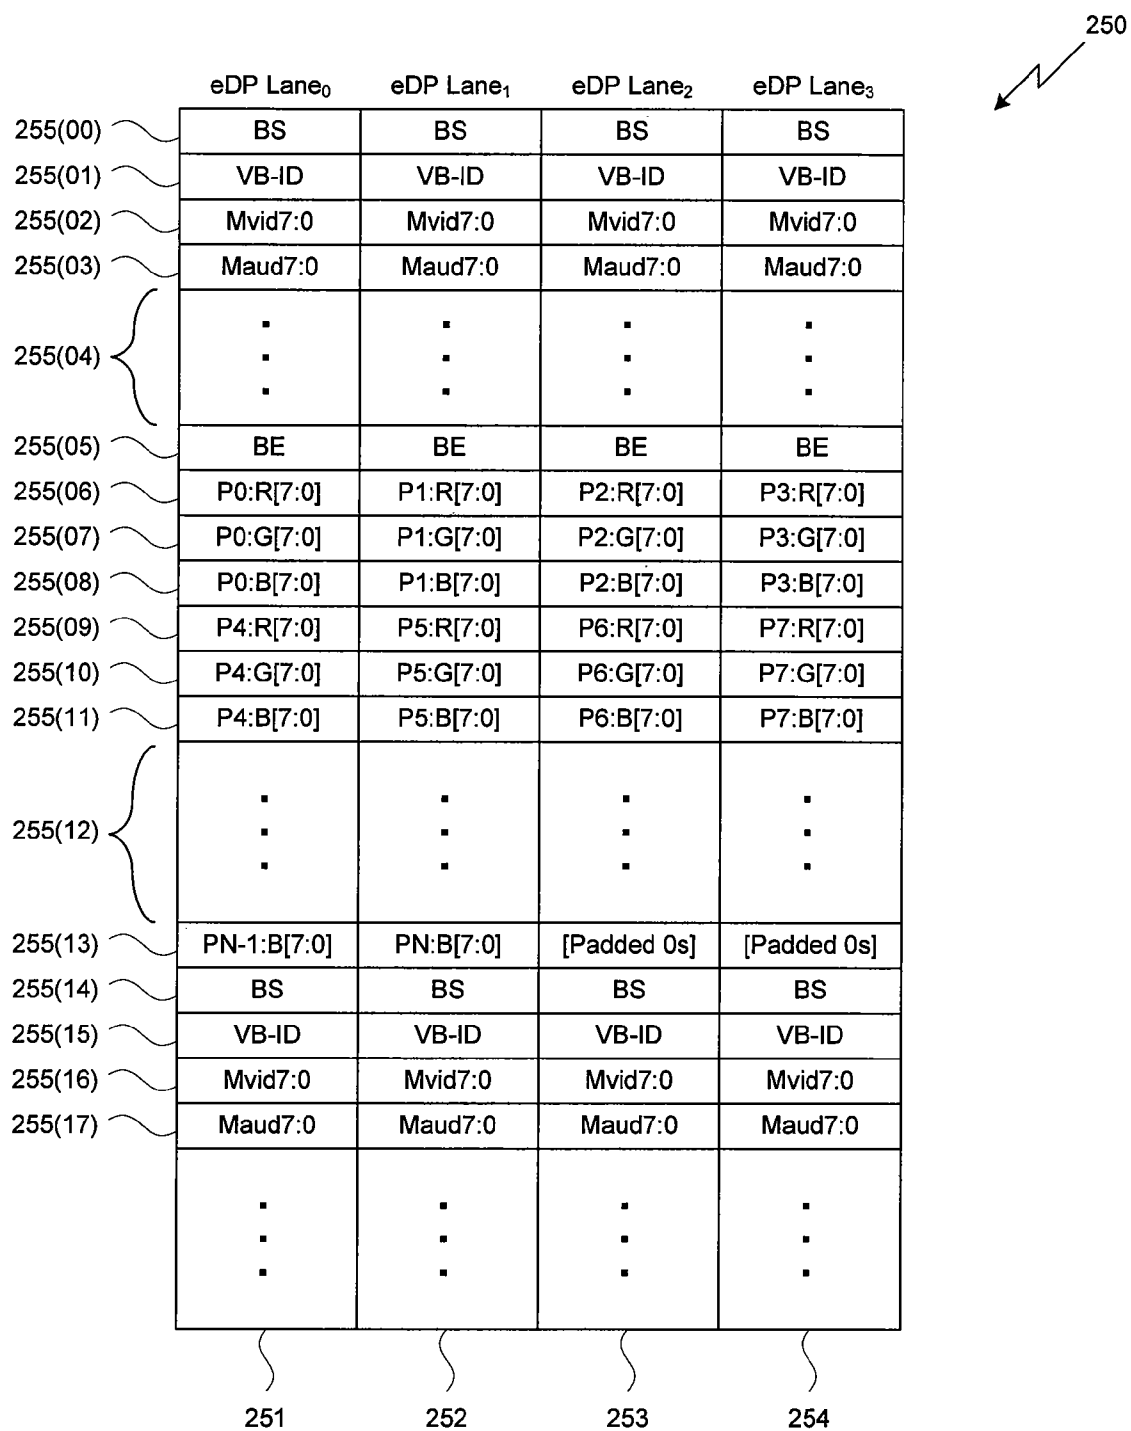 250
eDP Lane₀ eDP Lane₁ eDP Lane₂ eDP Lane₃
255(00) BS BS BS BS
255(01) VB-ID VB-ID VB-ID VB-ID
255(02) Mvid7:0 Mvid7:0 Mvid7:0 Mvid7:0
255(03) Maud7:0 Maud7:0 Maud7:0 Maud7:0
255(04)
255(05) BE BE BE BE
255(06) P0:R[7:0] P1:R[7:0] P2:R[7:0] P3:R[7:0]
255(07) P0:G[7:0] P1:G[7:0] P2:G[7:0] P3:G[7:0]
255(08) P0:B[7:0] P1:B[7:0] P2:B[7:0] P3:B[7:0]
255(09) P4:R[7:0] P5:R[7:0] P6:R[7:0] P7:R[7:0]
255(10) P4:G[7:0] P5:G[7:0] P6:G[7:0] P7:G[7:0]
255(11) P4:B[7:0] P5:B[7:0] P6:B[7:0] P7:B[7:0]
255(12)
255(13) PN-1:B[7:0] PN:B[7:0] [Padded 0s] [Padded 0s]
255(14) BS BS BS BS
255(15) VB-ID VB-ID VB-ID VB-ID
255(16) Mvid7:0 Mvid7:0 Mvid7:0 Mvid7:0
255(17) Maud7:0 Maud7:0 Maud7:0 Maud7:0
251 252 253 254